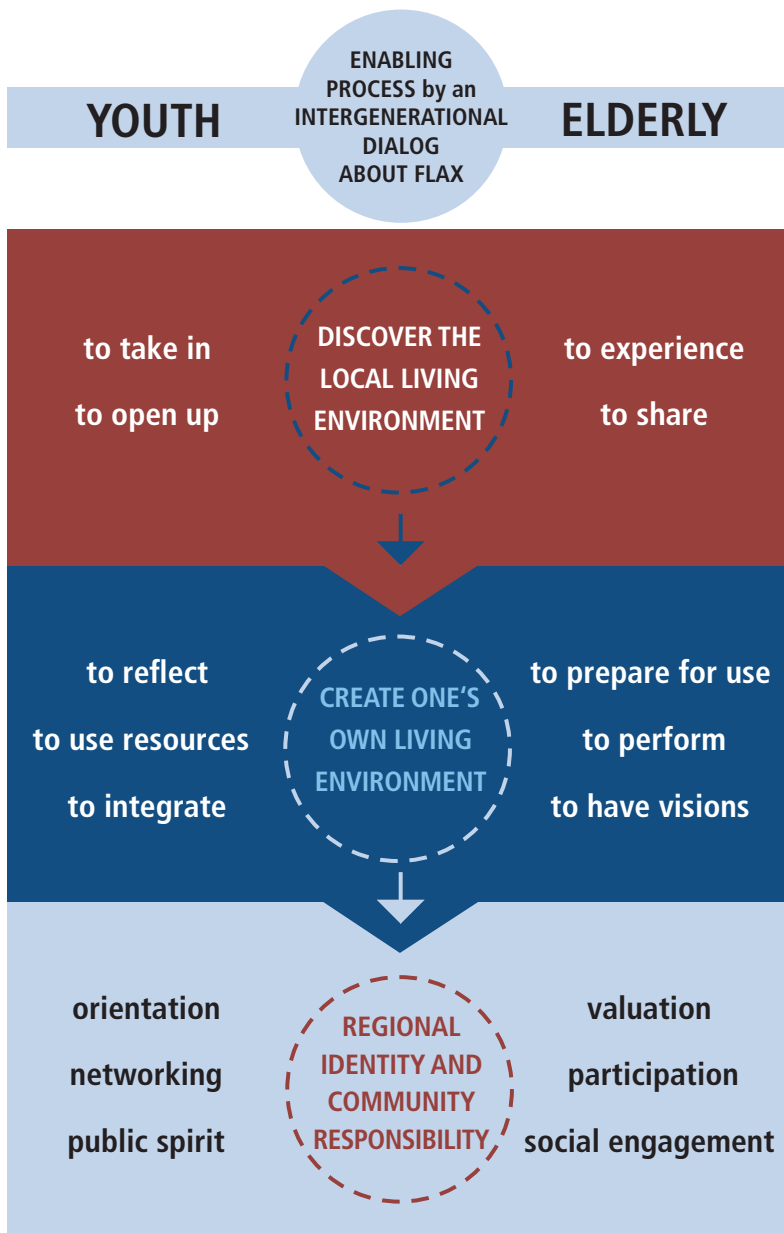 YOUTH
ENABLING
PROCESS by an
INTERGENERATIONAL
DIALOG
ABOUT FLAX
ELDERLY
to take in
to open up
DISCOVER THE
LOCAL LIVING
ENVIRONMENT
to experience
to share
to reflect
to use resources
to integrate
CREATE ONE‘S
OWN LIVING
ENVIRONMENT
to prepare for use
to perform
to have visions
orientation
networking
public spirit
REGIONAL
IDENTITY AND
COMMUNITY
RESPONSIBILITY
valuation
participation
social engagement